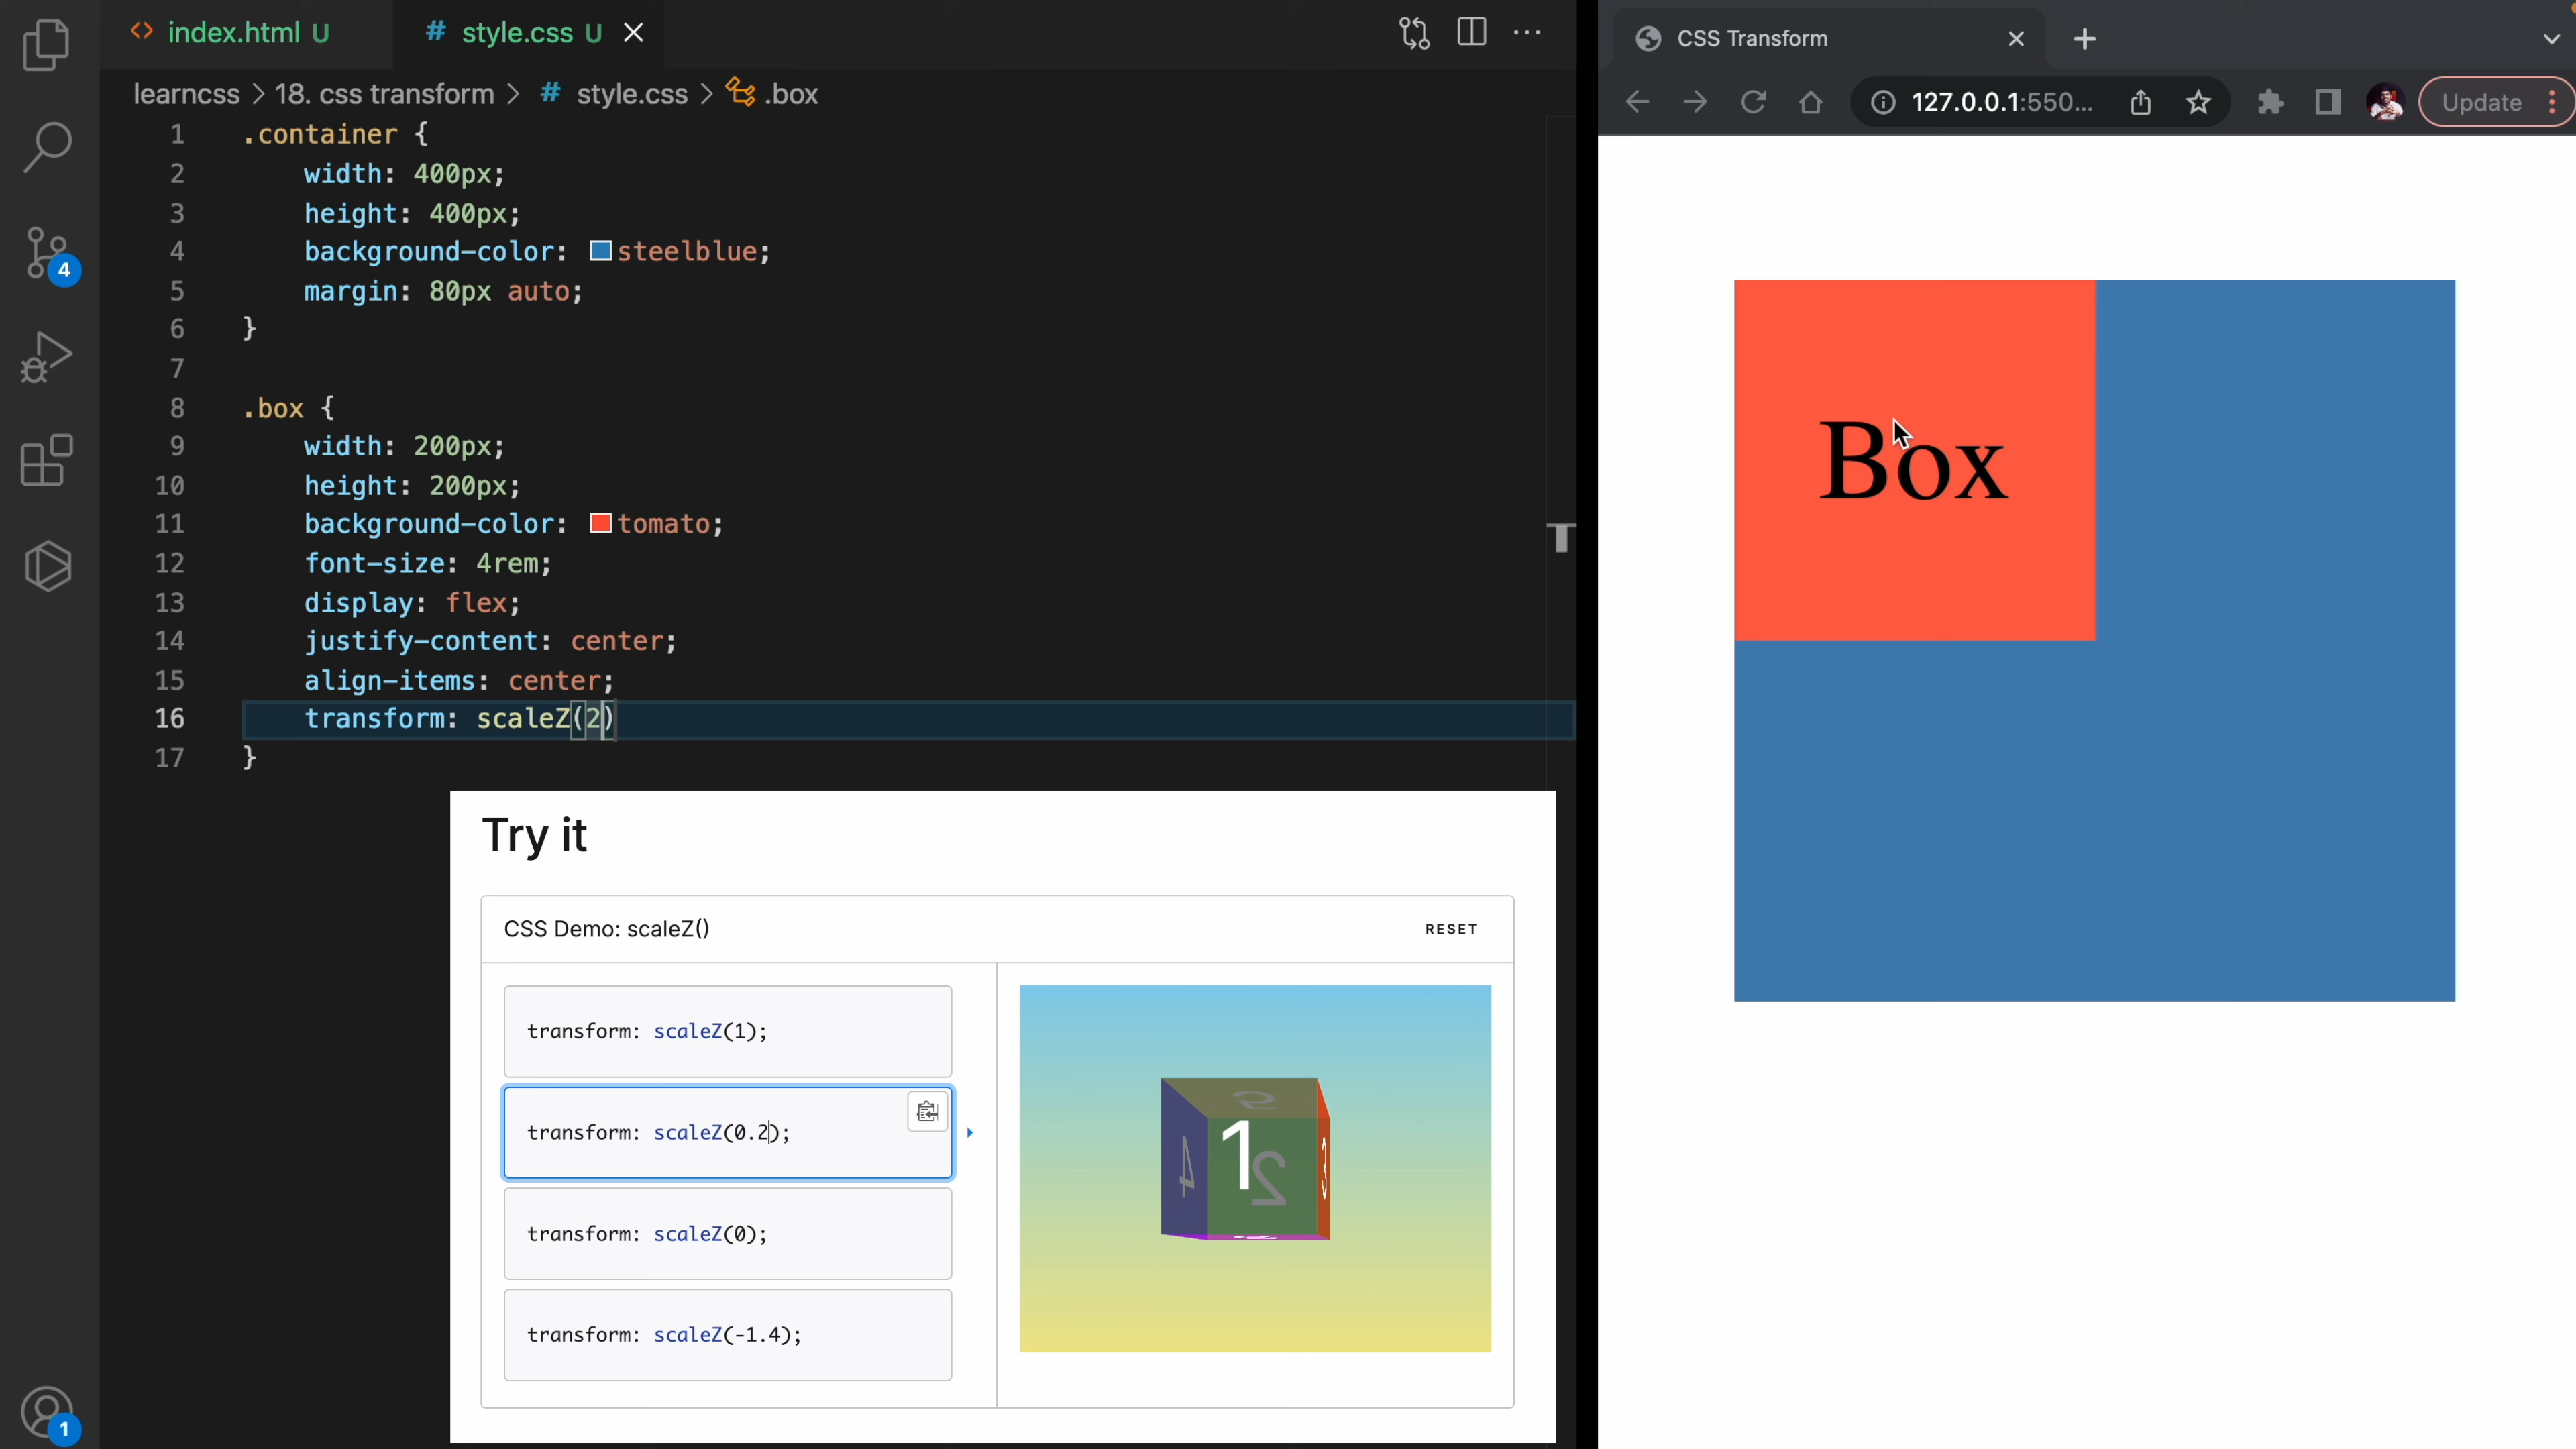 index.html U
style.css U
learncss > 18. css transform > # style.css > .box
1 .container {
2 width: 400px;
3 height: 400px;
4 background-color: steelblue;
5 margin: 80px auto;
6 }
7
8 .box {
9 width: 200px;
10 height: 200px;
11 background-color: tomato;
12 font-size: 4rem;
13 display: flex;
14 justify-content: center;
15 align-items: center;
16 transform: scaleZ(2)
17 }
4
1
Try it
CSS Demo: scaleZ()
RESET
transform: scaleZ(1);
transform: scaleZ(0.2);
transform: scaleZ(0);
transform: scaleZ(-1.4);
5
4
1
2
3
CSS Transform
127.0.0.1:550...
Update
Box